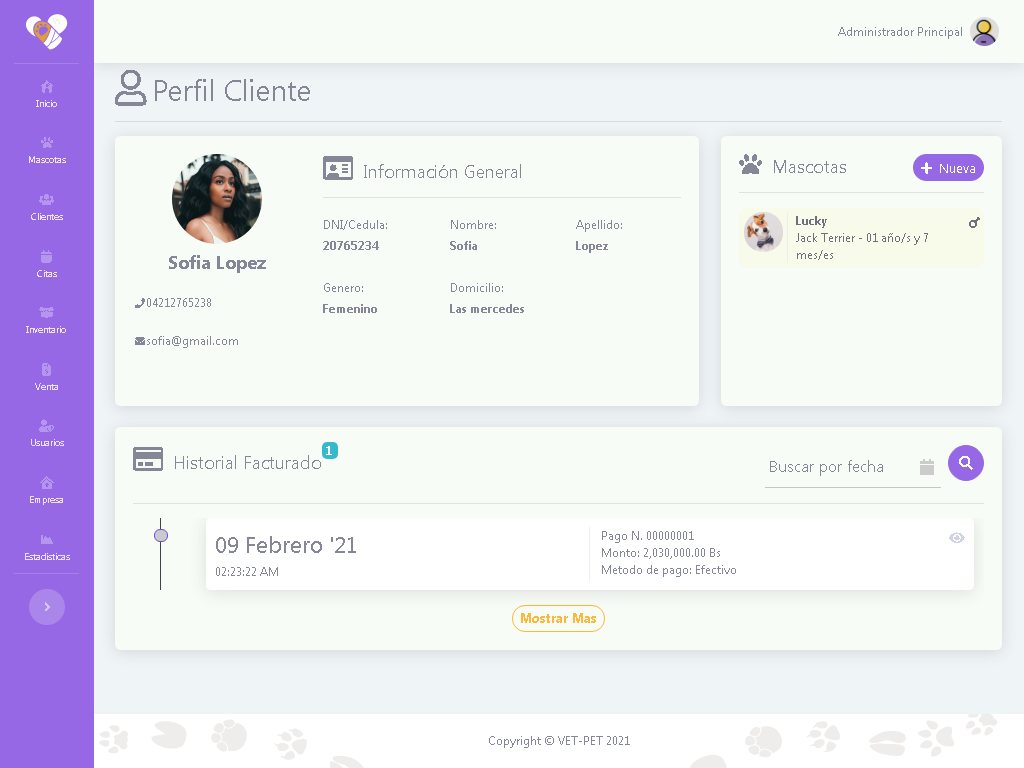 Administrador Principal
Inicio
Mascotas
Clientes
Citas
Inventario
Venta
Usuarios
Empresa
Estadisticas
Perfil Cliente
Sofia Lopez
04212765238
sofia@gmail.com
Información General
DNI/Cedula:
20765234
Nombre:
Sofia
Apellido:
Lopez
Genero:
Femenino
Domicilio:
Las mercedes
Mascotas
Nueva
Lucky
Jack Terrier - 01 año/s y 7
mes/es
Historial Facturado
1
Buscar por fecha
09 Febrero '21
02:23:22 AM
Pago N. 00000001
Monto: 2,030,000.00 Bs
Metodo de pago: Efectivo
Mostrar Mas
Copyright © VET-PET 2021